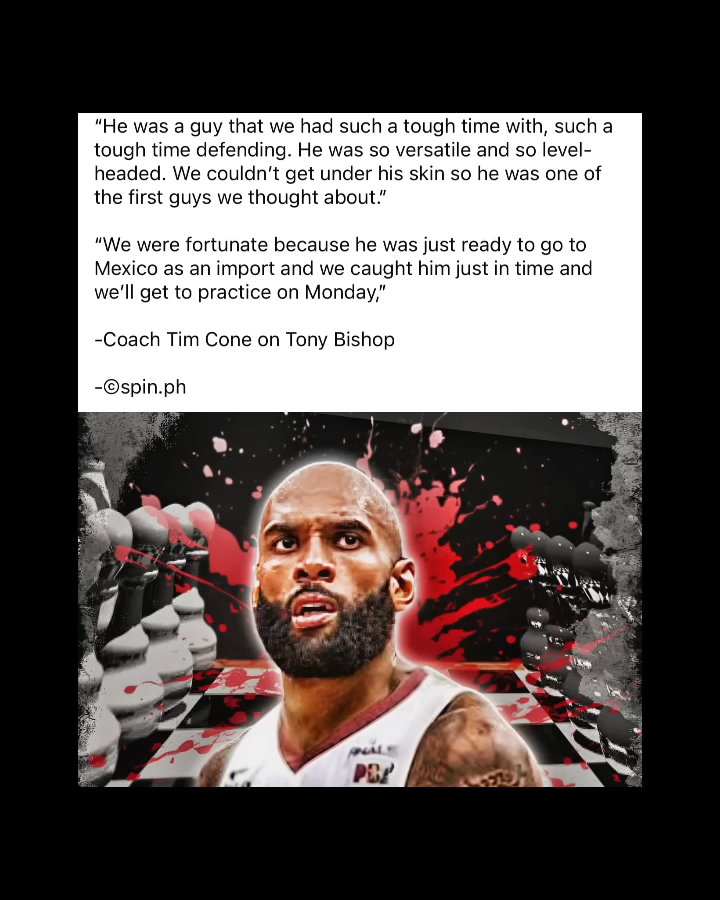 “He was a guy that we had such a tough time with, such a
tough time defending. He was so versatile and so level-
headed. We couldn’t get under his skin so he was one of
the first guys we thought about.”
“We were fortunate because he was just ready to go to
Mexico as an import and we caught him just in time and
we’ll get to practice on Monday,”
-Coach Tim Cone on Tony Bishop
-©spin.ph
FINALS
PBA